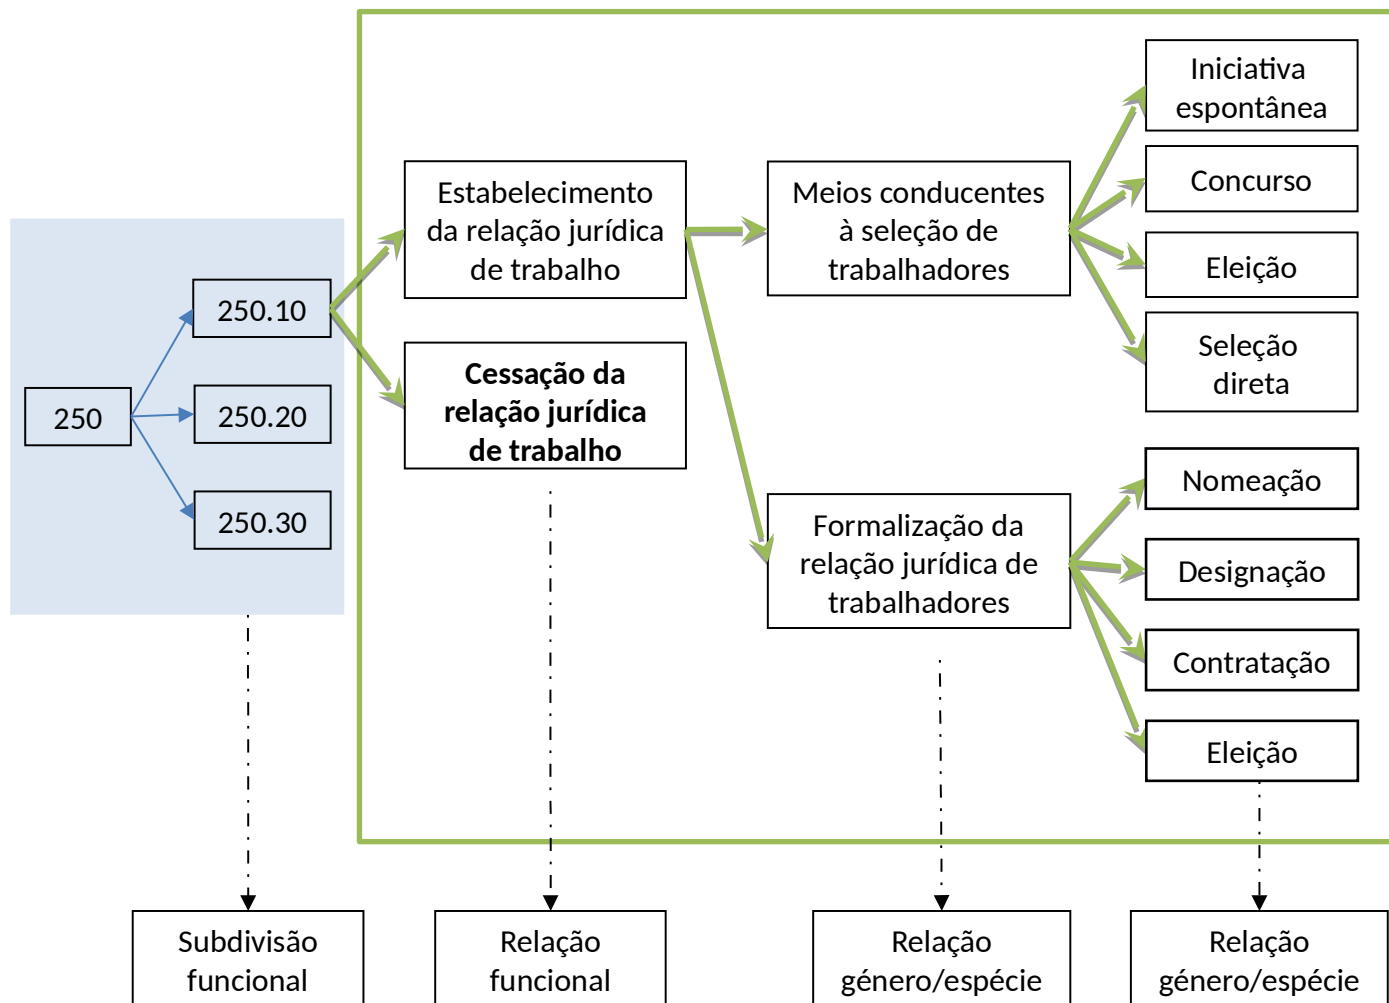 250
250.10
250.20
250.30
Estabelecimento
da relação jurídica
de trabalho
Cessação da
relação jurídica
de trabalho
Meios conducentes
à seleção de
trabalhadores
Formalização da
relação jurídica de
trabalhadores
Iniciativa
espontânea
Concurso
Eleição
Seleção
direta
Nomeação
Designação
Contratação
Eleição
Subdivisão
funcional
Relação
funcional
Relação
género/espécie
Relação
género/espécie